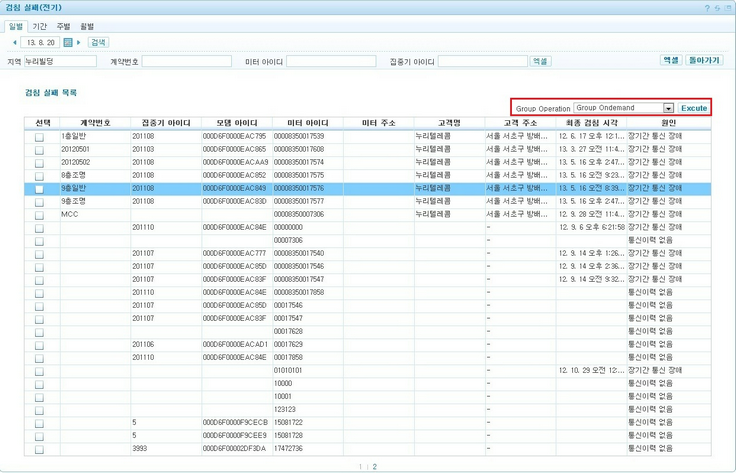 검침 실패(전기)
일별 기간 주별 월별
13. 8. 20 검색
지역 누리빌딩 계약번호 미터 아이디 집중기 아이디 엑셀 엑셀 돌아가기
검침 실패 목록
Group Operation Group Ondemand Excute
선택 계약번호 집중기 아이디 모뎀 아이디 미터 아이디 미터 주소 고객명 고객 주소 최종 검침 시각 원인
1층일반 201108 000D6F0000EAC795 00008350017539 누리텔레콤 서울 서초구 방배... 12. 6. 17 오후 12:1... 장기간 통신 장애
20120501 201103 000D6F0000EAC865 00008350017608 누리텔레콤 서울 서초구 방배... 13. 3. 27 오전 11:4... 장기간 통신 장애
20120502 201108 000D6F0000EACAA9 00008350017574 누리텔레콤 서울 서초구 방배... 13. 5. 16 오후 2:47... 장기간 통신 장애
8층조명 201108 000D6F0000EAC852 00008350017575 누리텔레콤 서울 서초구 방배... 13. 5. 16 오전 9:23... 장기간 통신 장애
9층일반 201108 000D6F0000EAC849 00008350017576 누리텔레콤 서울 서초구 방배... 13. 5. 16 오전 8:39... 장기간 통신 장애
9층조명 201108 000D6F0000EAC83D 00008350017577 누리텔레콤 서울 서초구 방배... 13. 5. 16 오후 2:47... 장기간 통신 장애
MCC 00008350007306 누리텔레콤 서울 서초구 방배... 12. 9. 28 오전 11:4... 장기간 통신 장애
201110 000D6F0000EAC84E 00000000 - 12. 9. 6 오후 6:21:58 장기간 통신 장애
00007306 - 통신이력 없음
201107 000D6F0000EAC777 00008350017540 - 12. 9. 14 오후 1:26... 장기간 통신 장애
201107 000D6F0000EAC85D 00008350017546 - 12. 9. 14 오후 2:36... 장기간 통신 장애
201107 000D6F0000EAC83F 00008350017547 - 12. 9. 14 오후 9:32... 장기간 통신 장애
201110 000D6F0000EAC84E 00008350017858 - 통신이력 없음
201107 000D6F0000EAC85D 00017546 - 통신이력 없음
201107 000D6F0000EAC83F 00017547 - 통신이력 없음
00017628 - 통신이력 없음
201106 000D6F0000EACAD1 00017629 - 통신이력 없음
201110 000D6F0000EAC84E 00017858 - 통신이력 없음
01010101 - 12. 10. 29 오전 12:... 장기간 통신 장애
10000 - 통신이력 없음
10001 - 통신이력 없음
123123 - 통신이력 없음
5 000D6F0000F9CECB 15081722 - 통신이력 없음
5 000D6F0000F9CEE9 15081728 - 통신이력 없음
3993 000D6F00002DF3DA 17472736 - 통신이력 없음
1 | 2